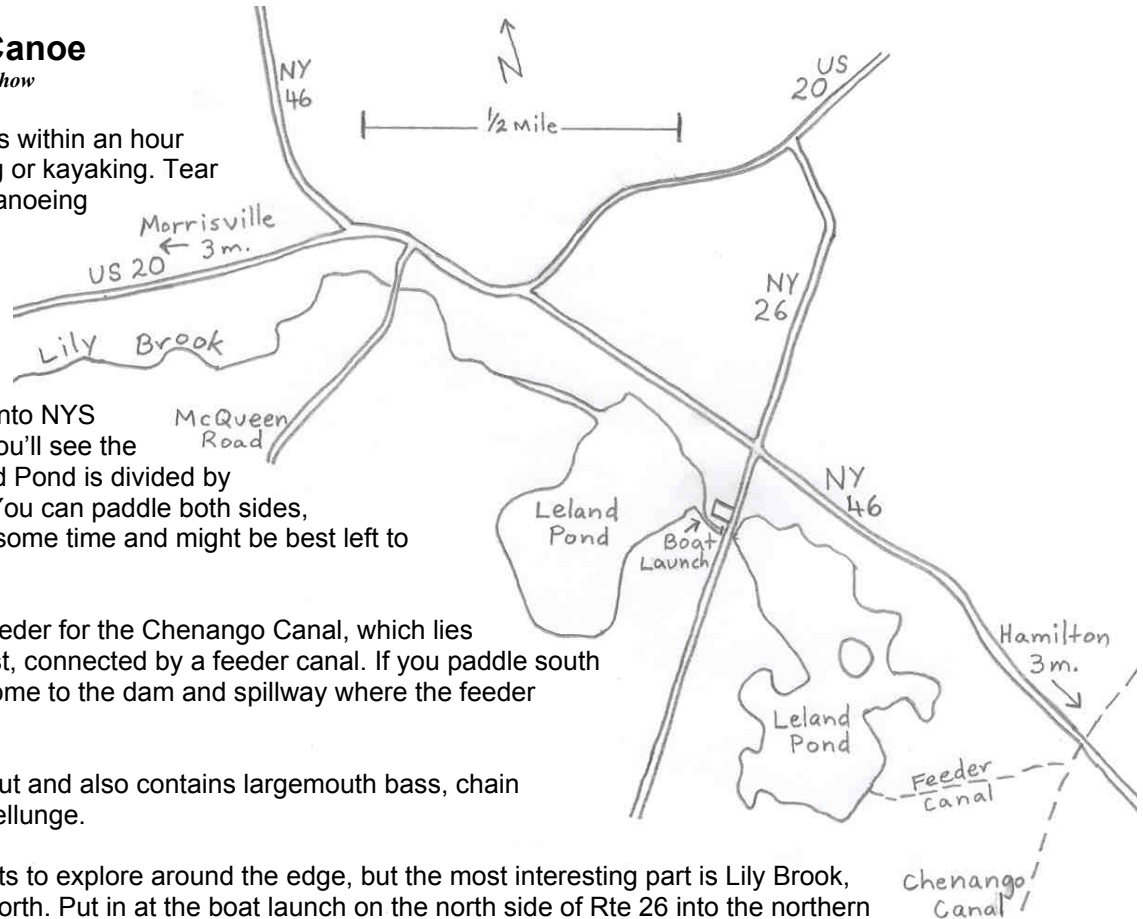 Canoe
how
s within an hour
g or kayaking. Tear
anoeing
nto NYS
ou'll see the
d Pond is divided by
You can paddle both sides,
some time and might be best left to
eeder for the Chenango Canal, which lies
st, connected by a feeder canal. If you paddle south
ome to the dam and spillway where the feeder
ut and also contains largemouth bass, chain
ellunge.
ts to explore around the edge, but the most interesting part is Lily Brook,
orth. Put in at the boat launch on the north side of Rte 26 into the northern
NY
46
N
1/2 Mile
US
20
Morrisville
← 3 m.
US 20
Lily Brook
McQueen
Road
NY
26
Leland
Pond
Boat
Launch
NY
46
Hamilton
3 m.
Leland
Pond
Feeder
Canal
Chenango
Canal